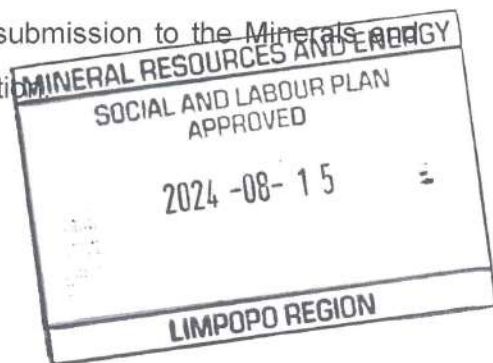 submission to the Minerals and
MINERAL RESOURCES AND ENERGY
SOCIAL AND LABOUR PLAN
APPROVED
2024 -08- 15
LIMPOPO REGION